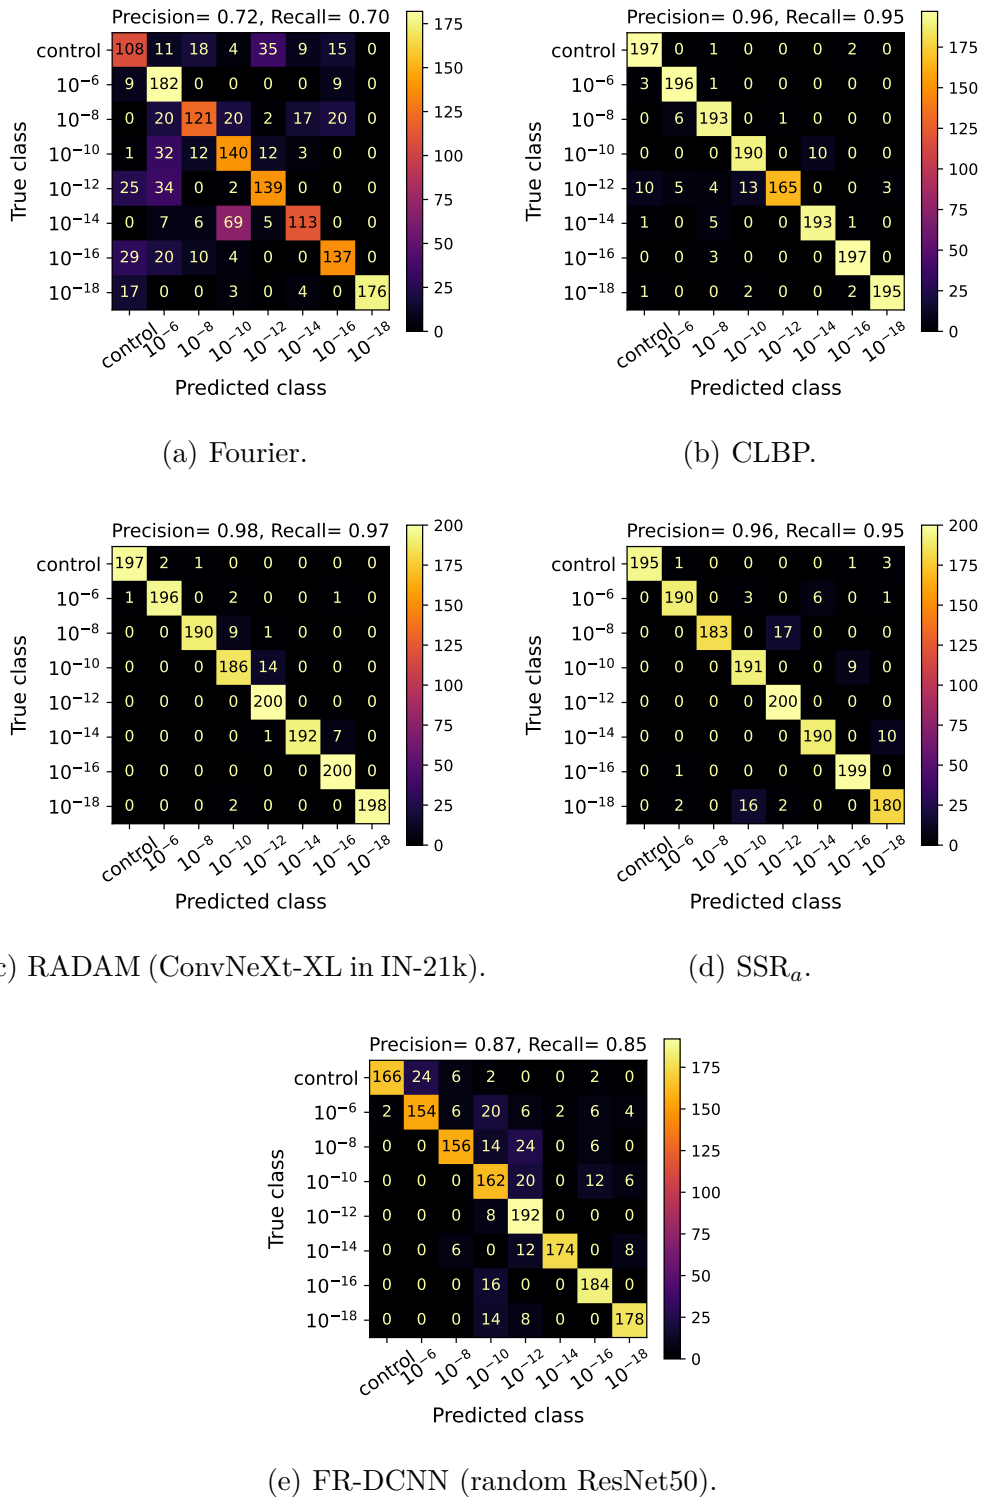 Precision= 0.72, Recall= 0.70
control 108 11 18 4 35 9 15 0 175
10⁻⁶ 9 182 0 0 0 0 9 0 150
10⁻⁸ 0 20 121 20 2 17 20 0 125
10⁻¹⁰ 1 32 12 140 12 3 0 0 100
10⁻¹² 25 34 0 2 139 0 0 0 75
10⁻¹⁴ 0 7 6 69 5 113 0 0 50
10⁻¹⁶ 29 20 10 4 0 0 137 0 25
10⁻¹⁸ 17 0 0 3 0 4 0 176 0
True class
control 10⁻⁶ 10⁻⁸ 10⁻¹⁰ 10⁻¹² 10⁻¹⁴ 10⁻¹⁶ 10⁻¹⁸
Predicted class
(a) Fourier.
Precision= 0.96, Recall= 0.95
control 197 0 1 0 0 0 2 0 175
10⁻⁶ 3 196 1 0 0 0 0 0 150
10⁻⁸ 0 6 193 0 1 0 0 0 125
10⁻¹⁰ 0 0 0 190 0 10 0 0 100
10⁻¹² 10 5 4 13 165 0 0 3 75
10⁻¹⁴ 1 0 5 0 0 193 1 0 50
10⁻¹⁶ 0 0 3 0 0 0 197 0 25
10⁻¹⁸ 1 0 0 2 0 0 2 195 0
True class
control 10⁻⁶ 10⁻⁸ 10⁻¹⁰ 10⁻¹² 10⁻¹⁴ 10⁻¹⁶ 10⁻¹⁸
Predicted class
(b) CLBP.
Precision= 0.98, Recall= 0.97
200
control 197 2 1 0 0 0 0 0 175
10⁻⁶ 1 196 0 2 0 0 1 0 150
10⁻⁸ 0 0 190 9 1 0 0 0 125
10⁻¹⁰ 0 0 0 186 14 0 0 0 100
10⁻¹² 0 0 0 0 200 0 0 0 75
10⁻¹⁴ 0 0 0 0 1 192 7 0 50
10⁻¹⁶ 0 0 0 0 0 0 200 0 25
10⁻¹⁸ 0 0 0 2 0 0 0 198 0
True class
control 10⁻⁶ 10⁻⁸ 10⁻¹⁰ 10⁻¹² 10⁻¹⁴ 10⁻¹⁶ 10⁻¹⁸
Predicted class
c) RADAM (ConvNeXt-XL in IN-21k).
Precision= 0.96, Recall= 0.95
200
control 195 1 0 0 0 0 1 3 175
10⁻⁶ 0 190 0 3 0 6 0 1 150
10⁻⁸ 0 0 183 0 17 0 0 0 125
10⁻¹⁰ 0 0 0 191 0 0 9 0 100
10⁻¹² 0 0 0 0 200 0 0 0 75
10⁻¹⁴ 0 0 0 0 0 190 0 10 50
10⁻¹⁶ 0 1 0 0 0 0 199 0 25
10⁻¹⁸ 0 2 0 16 2 0 0 180 0
True class
control 10⁻⁶ 10⁻⁸ 10⁻¹⁰ 10⁻¹² 10⁻¹⁴ 10⁻¹⁶ 10⁻¹⁸
Predicted class
(d) SSRₐ.
Precision= 0.87, Recall= 0.85
control 166 24 6 2 0 0 2 0 175
10⁻⁶ 2 154 6 20 6 2 6 4 150
10⁻⁸ 0 0 156 14 24 0 6 0 125
10⁻¹⁰ 0 0 0 162 20 0 12 6 100
10⁻¹² 0 0 0 8 192 0 0 0 75
10⁻¹⁴ 0 0 6 0 12 174 0 8 50
10⁻¹⁶ 0 0 0 16 0 0 184 0 25
10⁻¹⁸ 0 0 0 14 8 0 0 178 0
True class
control 10⁻⁶ 10⁻⁸ 10⁻¹⁰ 10⁻¹² 10⁻¹⁴ 10⁻¹⁶ 10⁻¹⁸
Predicted class
(e) FR-DCNN (random ResNet50).